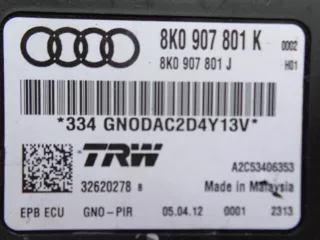 8K0 907 801 K 0002
8K0 907 801 J H01
*334 GNODAC2D4Y13V*
TRW A2C53406353
32620278 B Made in Malaysia
EPB ECU GNO-PIR 05.04.12 0001 2313